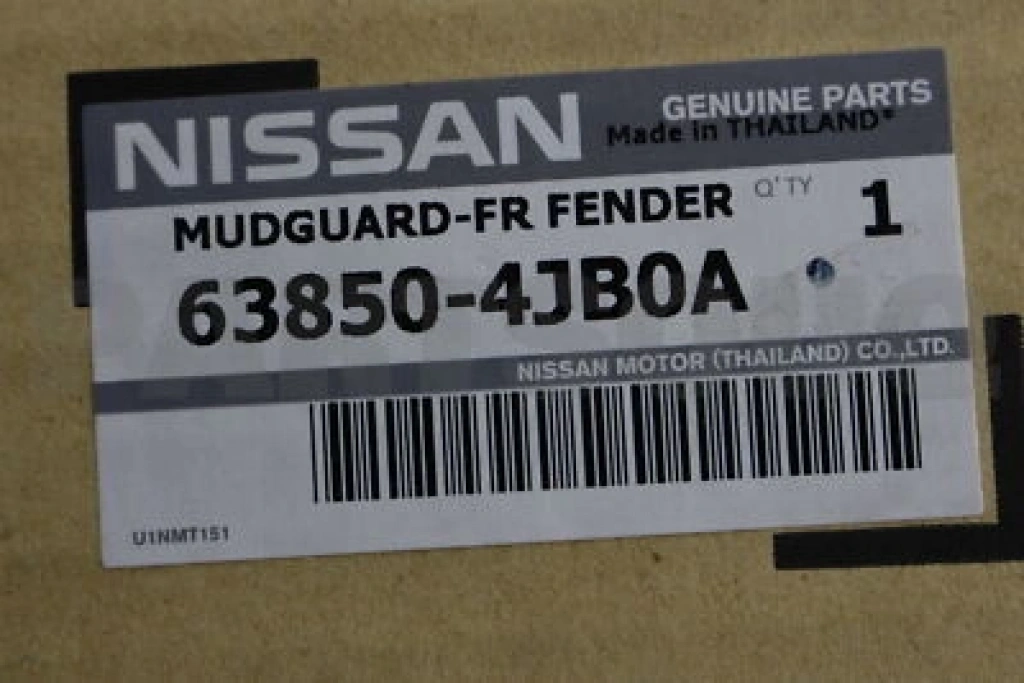 NISSAN
GENUINE PARTS
Made in THAILAND*
MUDGUARD-FR FENDER
Q'TY
1
63850-4JB0A
NISSAN MOTOR (THAILAND) CO.,LTD.
U1NMT151